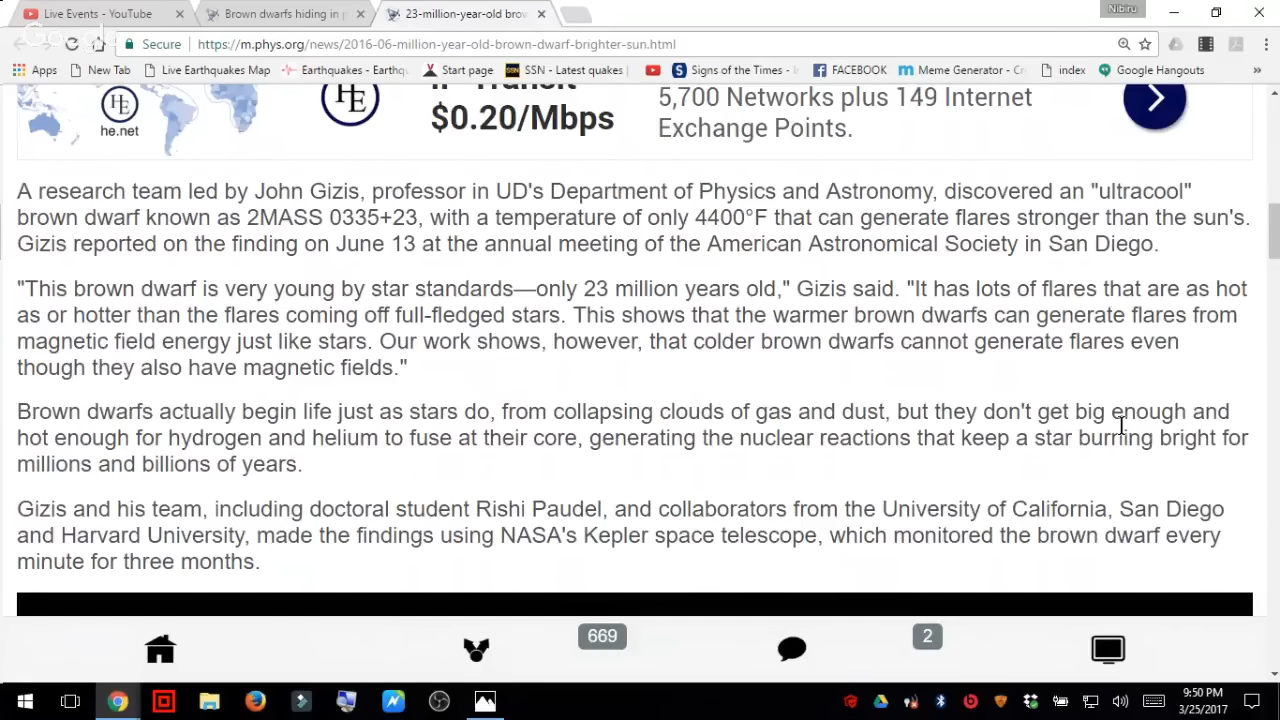 Live Events - YouTube
Brown dwarfs hiding in p
23-million-year-old brov
Nibiru
Secure
https://m.phys.org/news/2016-06-million-year-old-brown-dwarf-brighter-sun.html
Apps
New Tab
Live Earthquakes Map
Earthquakes - Earthqu
Start page
SSN - Latest quakes
Signs of the Times -
FACEBOOK
Meme Generator - Cr
index
Google Hangouts
»
HE
he.net
HE
IP Transit
$0.20/Mbps
5,700 Networks plus 149 Internet
Exchange Points.
A research team led by John Gizis, professor in UD's Department of Physics and Astronomy, discovered an "ultracool"
brown dwarf known as 2MASS 0335+23, with a temperature of only 4400°F that can generate flares stronger than the sun's.
Gizis reported on the finding on June 13 at the annual meeting of the American Astronomical Society in San Diego.
"This brown dwarf is very young by star standards—only 23 million years old," Gizis said. "It has lots of flares that are as hot
as or hotter than the flares coming off full-fledged stars. This shows that the warmer brown dwarfs can generate flares from
magnetic field energy just like stars. Our work shows, however, that colder brown dwarfs cannot generate flares even
though they also have magnetic fields."
Brown dwarfs actually begin life just as stars do, from collapsing clouds of gas and dust, but they don't get big enough and
hot enough for hydrogen and helium to fuse at their core, generating the nuclear reactions that keep a star burning bright for
millions and billions of years.
Gizis and his team, including doctoral student Rishi Paudel, and collaborators from the University of California, San Diego
and Harvard University, made the findings using NASA's Kepler space telescope, which monitored the brown dwarf every
minute for three months.
669
2
9:50 PM
3/25/2017